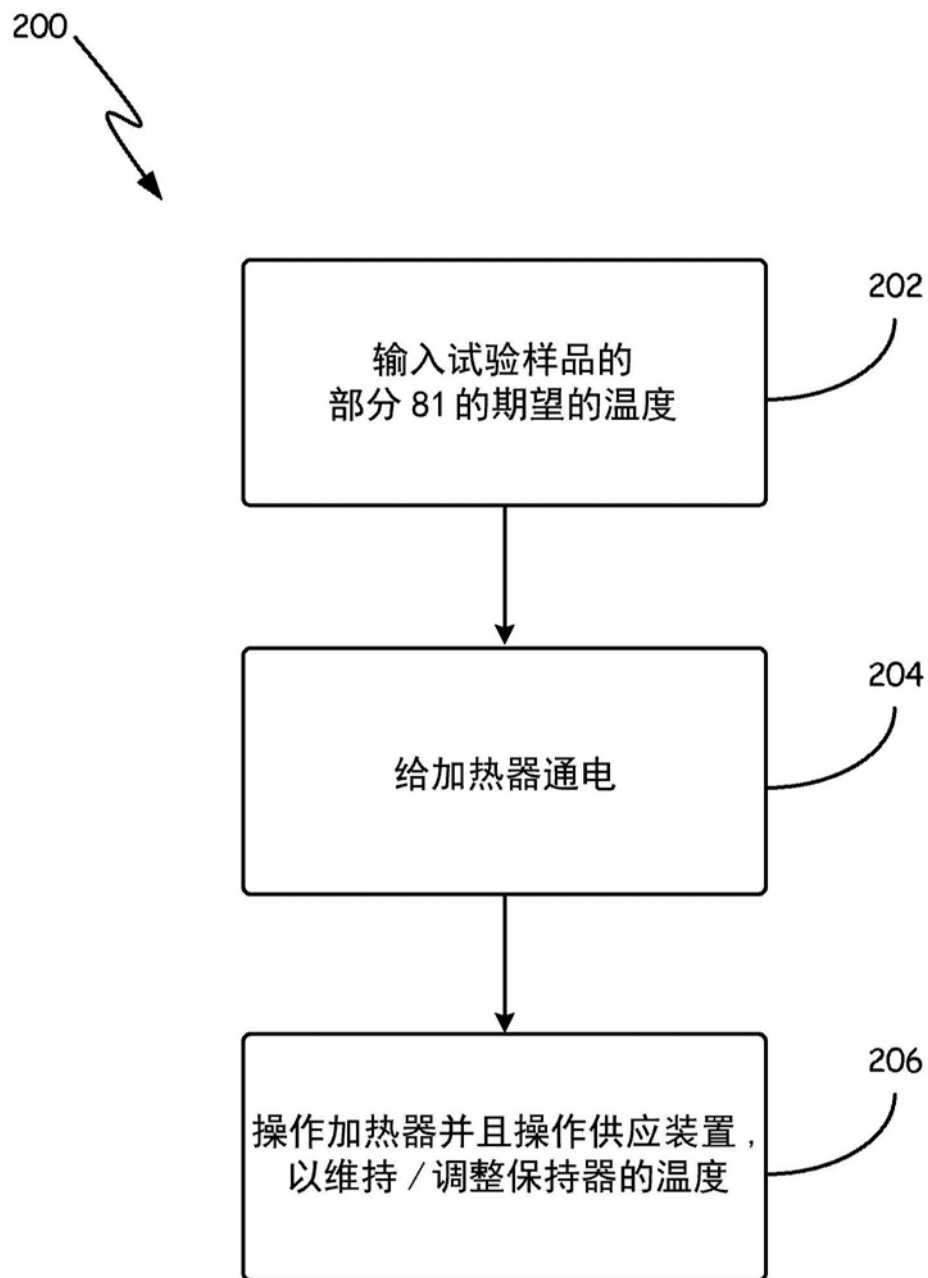 200
202
输入试验样品的
部分 81 的期望的温度
204
给加热器通电
206
操作加热器并且操作供应装置，
以维持／调整保持器的温度